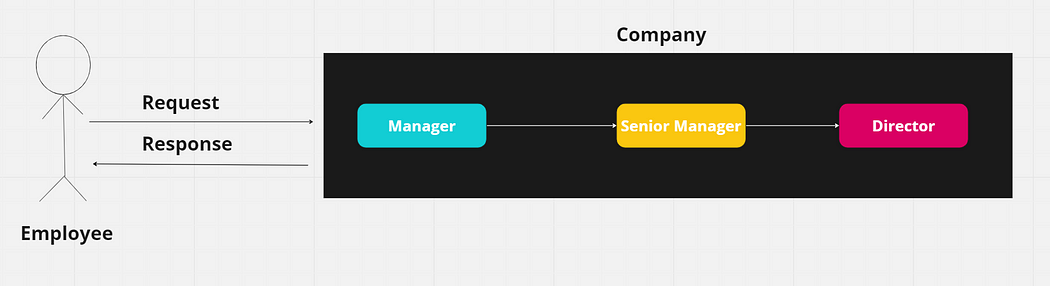 Company
Request
Manager
Senior Manager
Director
Response
Employee